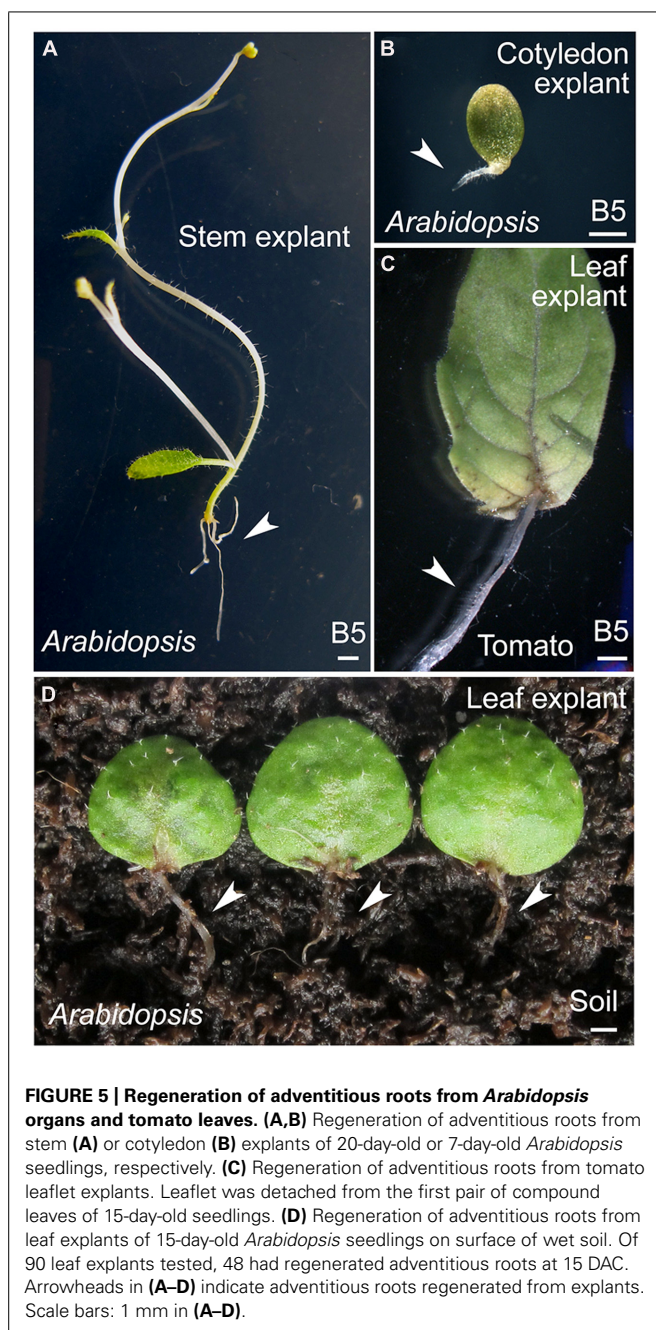 A
Stem explant
Arabidopsis
B5
B
Cotyledon
explant
Arabidopsis
B5
C
Leaf
explant
Tomato
B5
D
Leaf explant
Arabidopsis
Soil
FIGURE 5 | Regeneration of adventitious roots from Arabidopsis
organs and tomato leaves. (A,B) Regeneration of adventitious roots from
stem (A) or cotyledon (B) explants of 20-day-old or 7-day-old Arabidopsis
seedlings, respectively. (C) Regeneration of adventitious roots from tomato
leaflet explants. Leaflet was detached from the first pair of compound
leaves of 15-day-old seedlings. (D) Regeneration of adventitious roots from
leaf explants of 15-day-old Arabidopsis seedlings on surface of wet soil. Of
90 leaf explants tested, 48 had regenerated adventitious roots at 15 DAC.
Arrowheads in (A–D) indicate adventitious roots regenerated from explants.
Scale bars: 1 mm in (A–D).